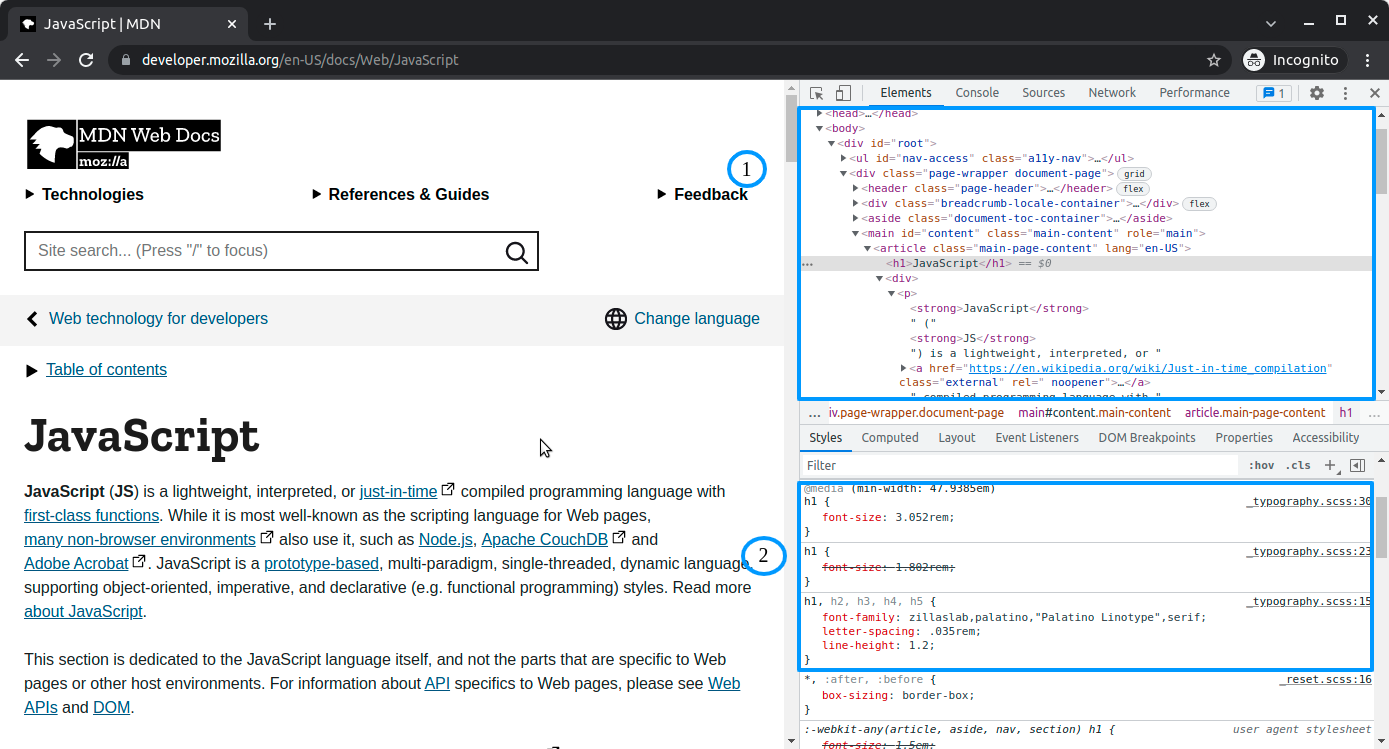 JavaScript | MDN
developer.mozilla.org/en-US/docs/Web/JavaScript
Incognito
MDN Web Docs
moz://a
Technologies
References & Guides
Feedback
1
Site search... (Press "/" to focus)
Web technology for developers
Change language
Table of contents
JavaScript
JavaScript (JS) is a lightweight, interpreted, or just-in-time compiled programming language with
first-class functions. While it is most well-known as the scripting language for Web pages,
many non-browser environments also use it, such as Node.js, Apache CouchDB and
Adobe Acrobat. JavaScript is a prototype-based, multi-paradigm, single-threaded, dynamic language,
supporting object-oriented, imperative, and declarative (e.g. functional programming) styles. Read more
about JavaScript.
2
This section is dedicated to the JavaScript language itself, and not the parts that are specific to Web
pages or other host environments. For information about API specifics to Web pages, please see Web
APIs and DOM.
Elements Console Sources Network Performance 1
<head>…</head>
<body>
<div id="root">
<ul id="nav-access" class="a11y-nav">…</ul>
<div class="page-wrapper document-page"> grid
<header class="page-header">…</header> flex
<div class="breadcrumb-locale-container">…</div> flex
<aside class="document-toc-container">…</aside>
<main id="content" class="main-content" role="main">
<article class="main-page-content" lang="en-US">
… <h1>JavaScript</h1> == $0
<div>
<p>
<strong>JavaScript</strong>
" ("
<strong>JS</strong>
") is a lightweight, interpreted, or "
<a href="https://en.wikipedia.org/wiki/Just-in-time_compilation"
class="external" rel=" noopener">…</a>
" compiled programming language with "
… iv.page-wrapper.document-page main#content.main-content article.main-page-content h1 …
Styles Computed Layout Event Listeners DOM Breakpoints Properties Accessibility
Filter :hov .cls +
@media (min-width: 47.9385em)
h1 { _typography.scss:30
font-size: 3.052rem;
}
h1 { _typography.scss:23
font-size: 1.802rem;
}
h1, h2, h3, h4, h5 { _typography.scss:15
font-family: zillaslab,palatino,"Palatino Linotype",serif;
letter-spacing: .035rem;
line-height: 1.2;
}
*, :after, :before { _reset.scss:16
box-sizing: border-box;
}
:-webkit-any(article, aside, nav, section) h1 { user agent stylesheet
font-size: 1.5em;